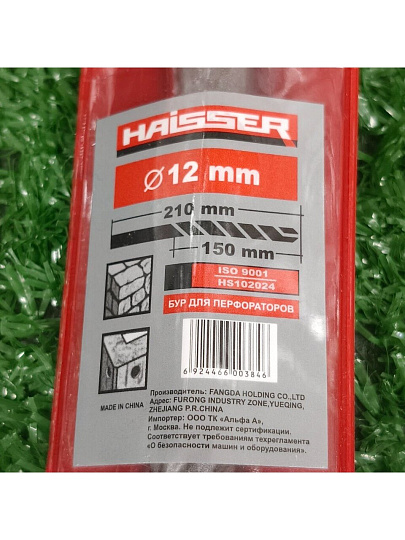 HAISSER
Ø 12 mm
210 mm
150 mm
ISO 9001
HS102024
БУР ДЛЯ ПЕРФОРАТОРОВ
MADE IN CHINA
6 924466 003846
Производитель: FANGDA HOLDING CO.,LTD
Адрес: FURONG INDUSTRY ZONE,YUEQING,
ZHEJIANG P.R.CHINA
Импортер: ООО ТК «Альфа А»,
г. Москва. Не подлежит сертификации.
Соответствует требованиям техрегламента
«О безопасности машин и оборудования».